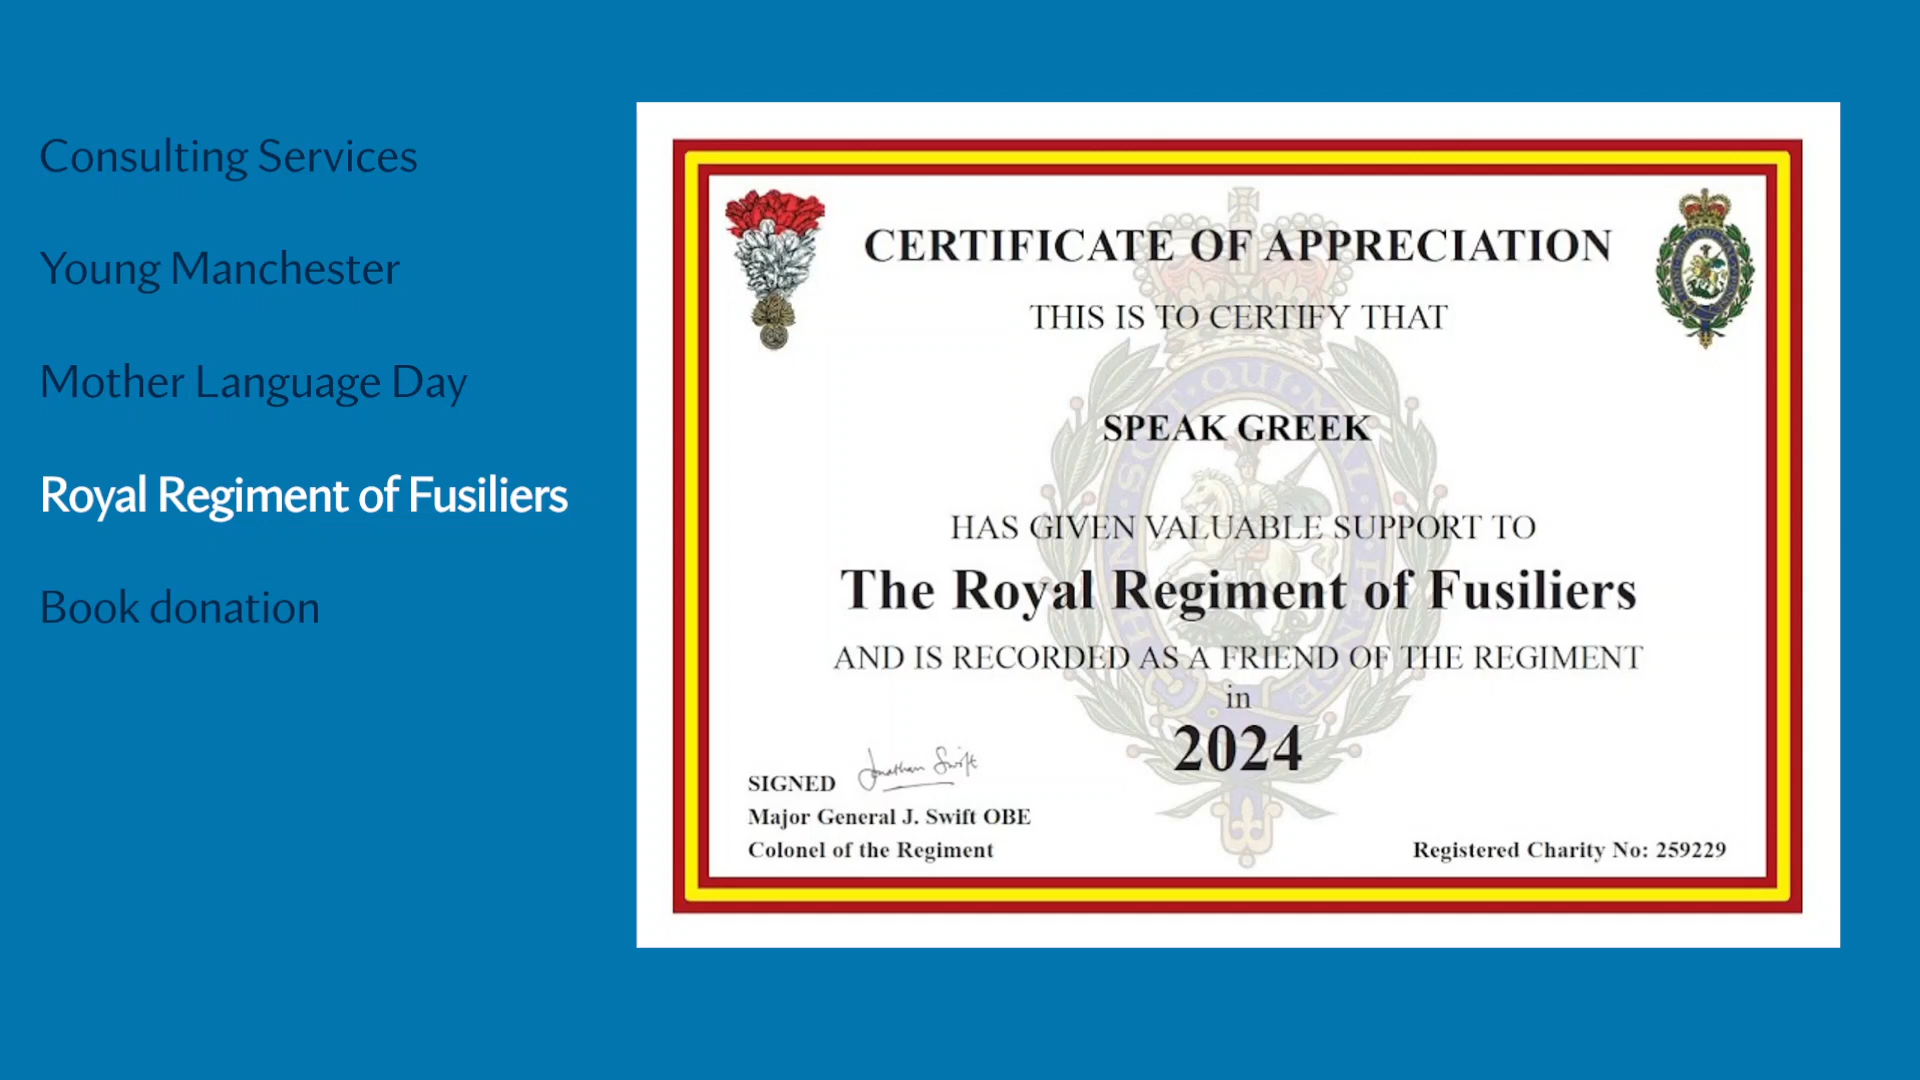 Consulting Services
Young Manchester
Mother Language Day
Royal Regiment of Fusiliers
Book donation
CERTIFICATE OF APPRECIATION
THIS IS TO CERTIFY THAT
SPEAK GREEK
HAS GIVEN VALUABLE SUPPORT TO
The Royal Regiment of Fusiliers
AND IS RECORDED AS A FRIEND OF THE REGIMENT
in
2024
SIGNED Jonathan Swift
Major General J. Swift OBE
Colonel of the Regiment
Registered Charity No: 259229